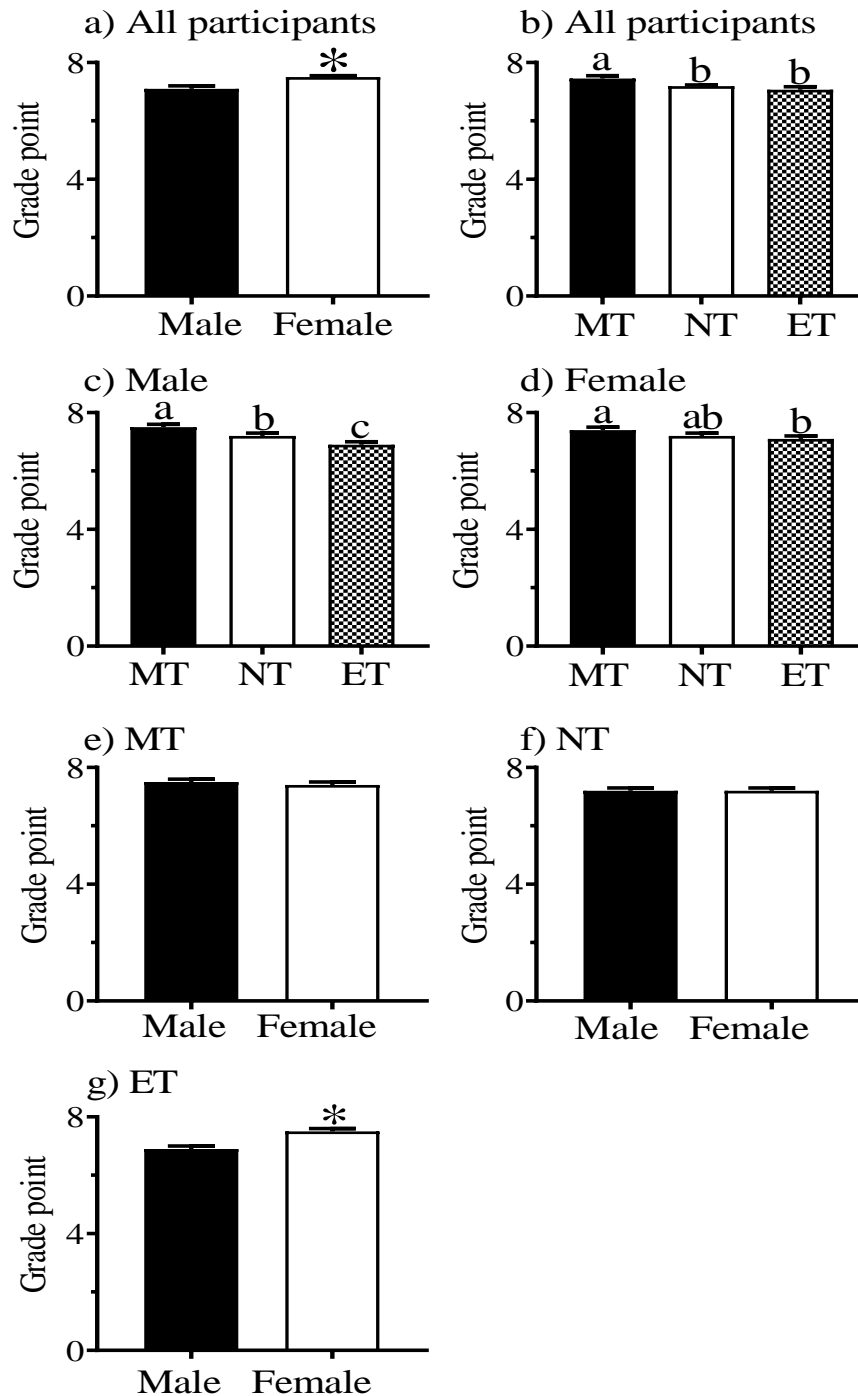 a) All participants
8
4
0
Grade point
*
Male Female
b) All participants
8
4
0
Grade point
a b b
MT NT ET
c) Male
8
4
0
Grade point
a b c
MT NT ET
d) Female
8
4
0
Grade point
a ab b
MT NT ET
e) MT
8
4
0
Grade point
Male Female
f) NT
8
4
0
Grade point
Male Female
g) ET
8
4
0
Grade point
*
Male Female